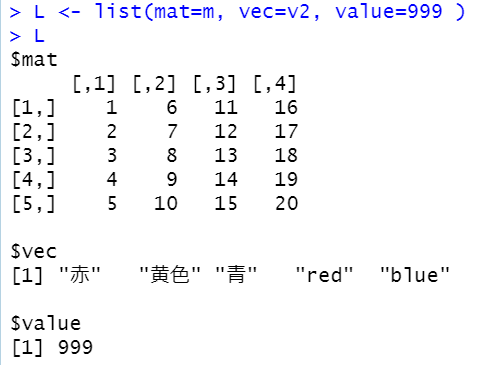 > L <- list(mat=m, vec=v2, value=999 )
> L
$mat
     [,1] [,2] [,3] [,4]
[1,]    1    6   11   16
[2,]    2    7   12   17
[3,]    3    8   13   18
[4,]    4    9   14   19
[5,]    5   10   15   20

$vec
[1] "赤"   "黄色" "青"   "red"  "blue"

$value
[1] 999